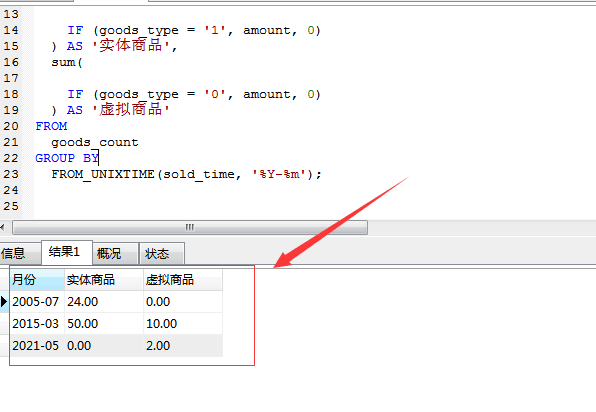 13
14 IF (goods_type = '1', amount, 0)
15 ) AS '实体商品',
16 sum(
17
18 IF (goods_type = '0', amount, 0)
19 ) AS '虚拟商品'
20 FROM
21 goods_count
22 GROUP BY
23 FROM_UNIXTIME(sold_time, '%Y-%m');
24
25
信息 结果1 概况 状态
月份 实体商品 虚拟商品
2005-07 24.00 0.00
2015-03 50.00 10.00
2021-05 0.00 2.00